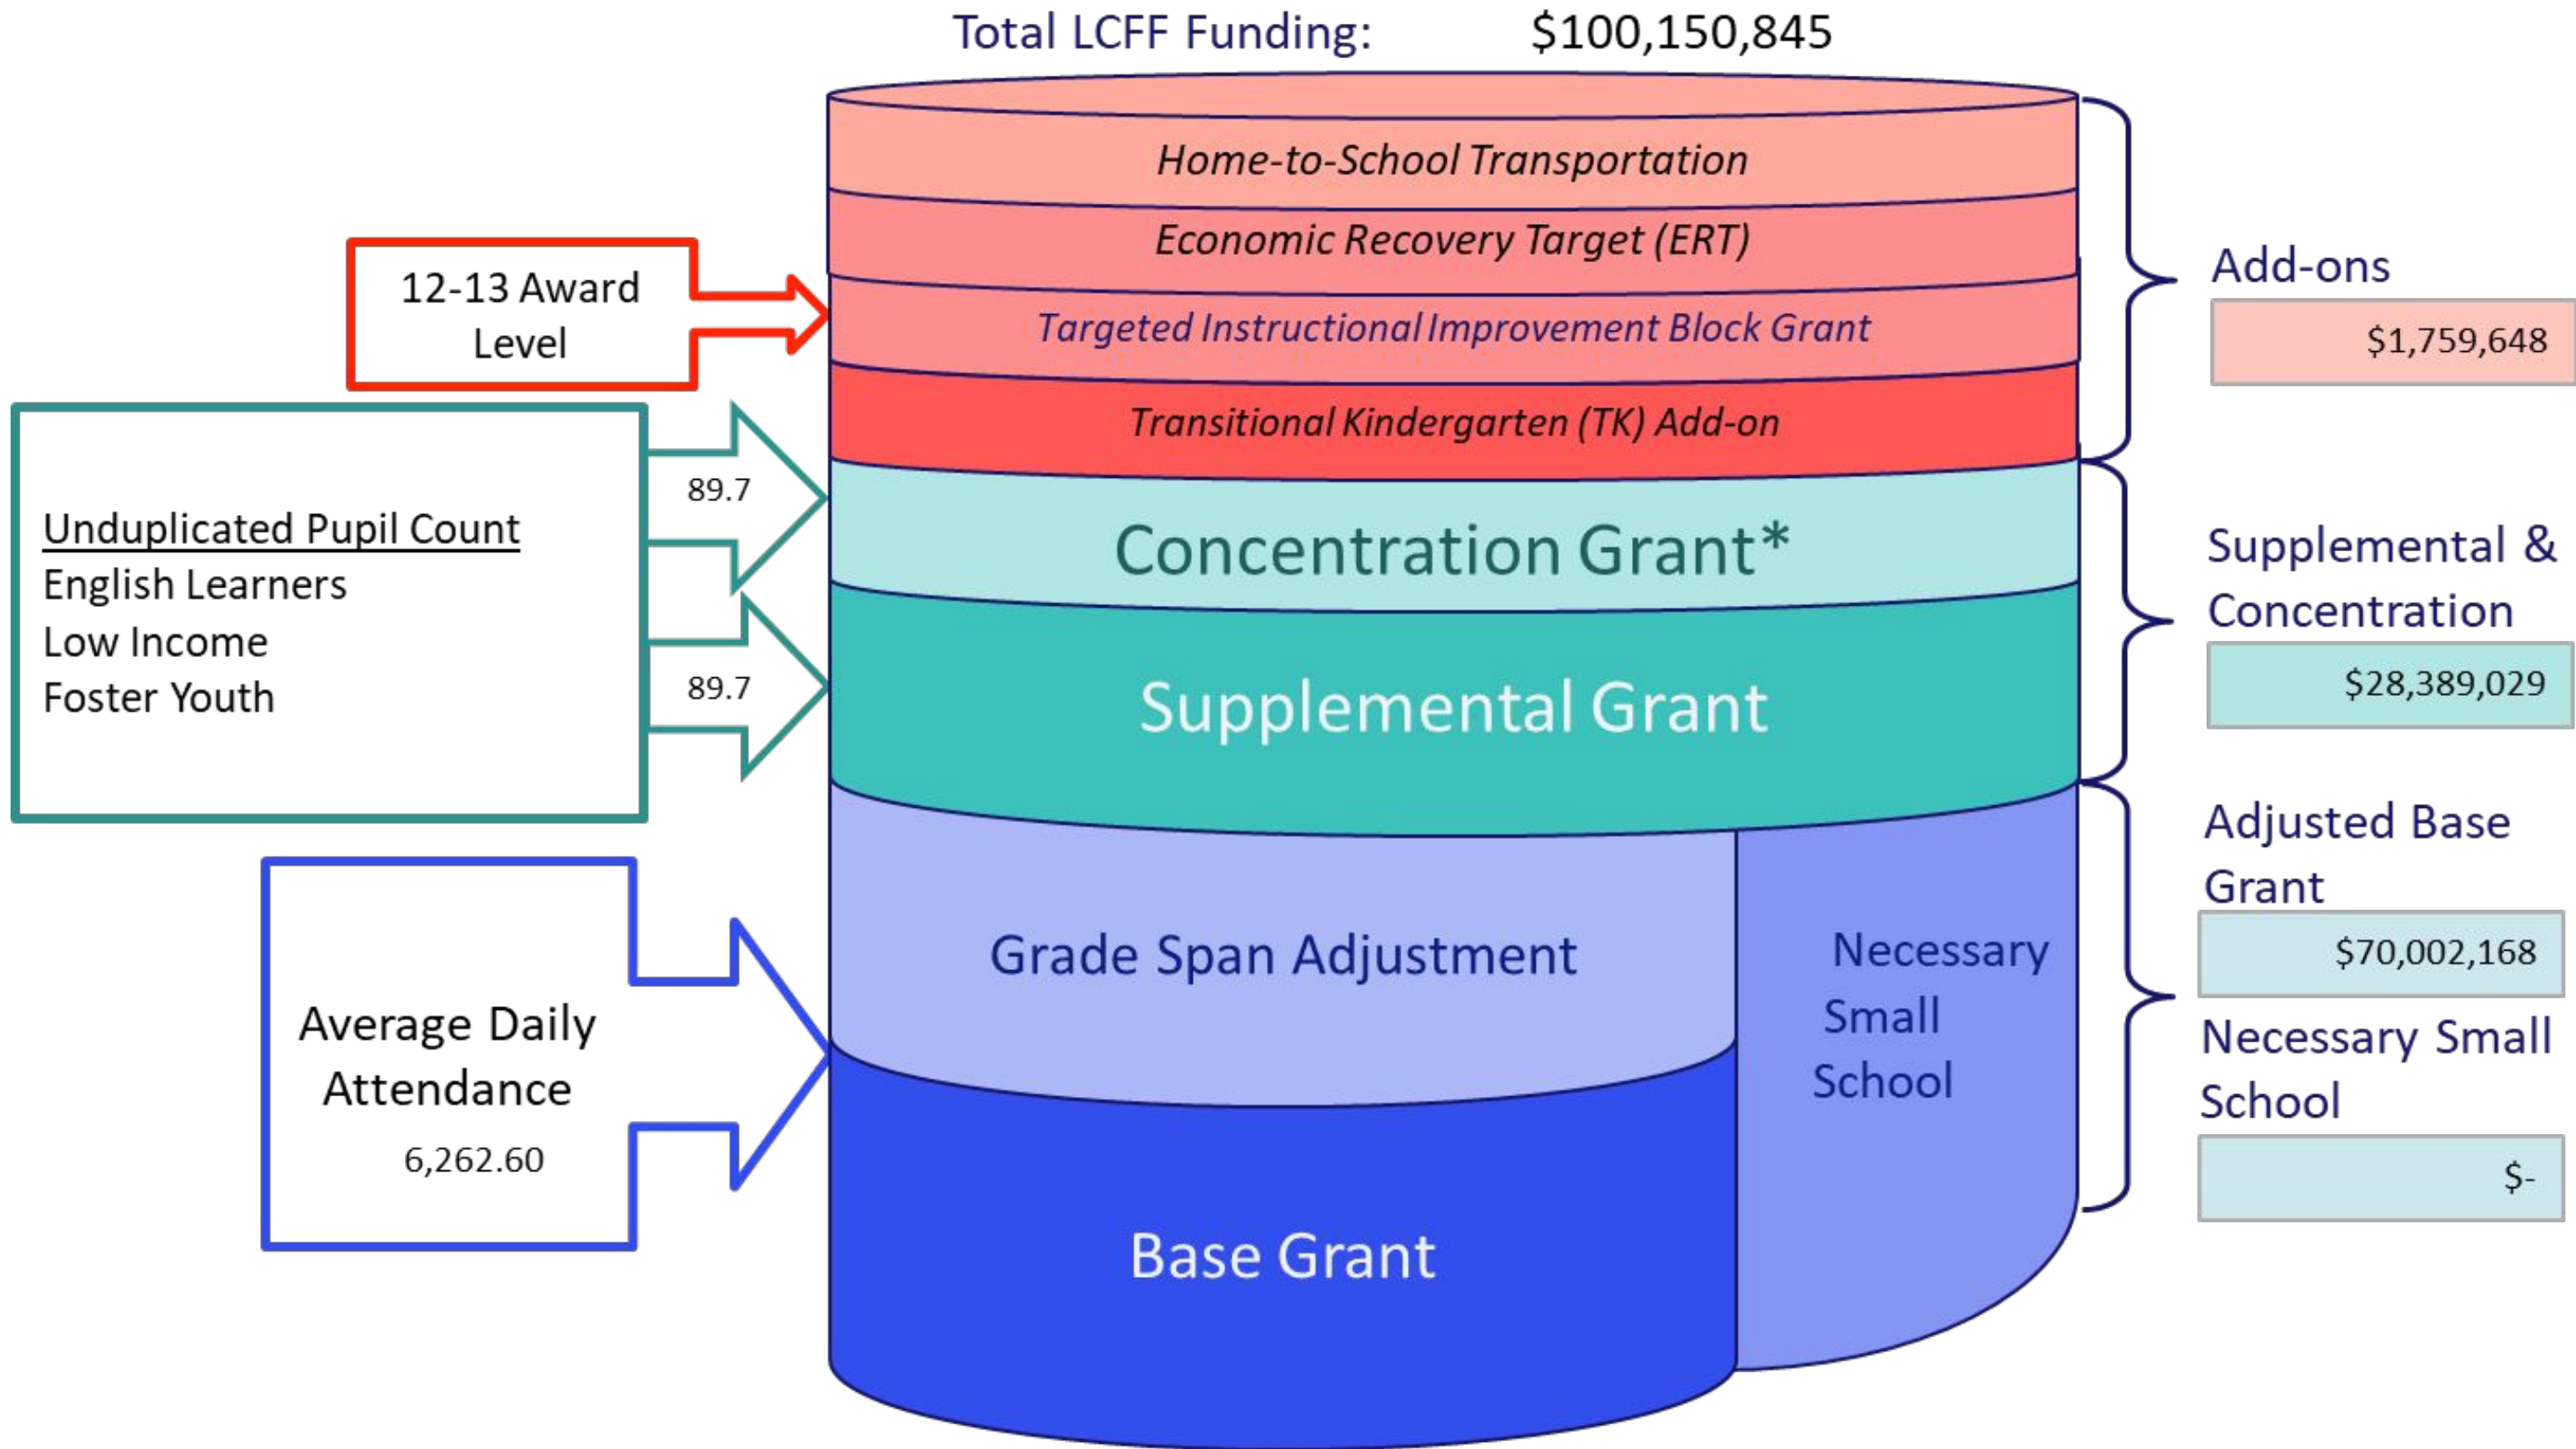 Total LCFF Funding: $100,150,845
Home-to-School Transportation
Economic Recovery Target (ERT)
Targeted Instructional Improvement Block Grant
Transitional Kindergarten (TK) Add-on
Concentration Grant*
Supplemental Grant
Grade Span Adjustment
Base Grant
Necessary
Small
School
12-13 Award
Level
Unduplicated Pupil Count
English Learners
Low Income
Foster Youth
89.7
89.7
Average Daily
Attendance
6,262.60
Add-ons
$1,759,648
Supplemental &
Concentration
$28,389,029
Adjusted Base
Grant
$70,002,168
Necessary Small
School
$-